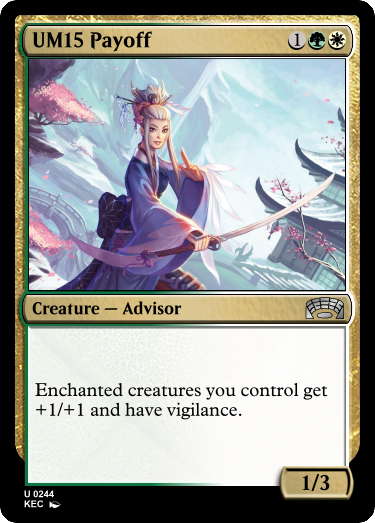 UM15 Payoff
1
Creature — Advisor
Enchanted creatures you control get
+1/+1 and have vigilance.
1/3
U 0244
KEC